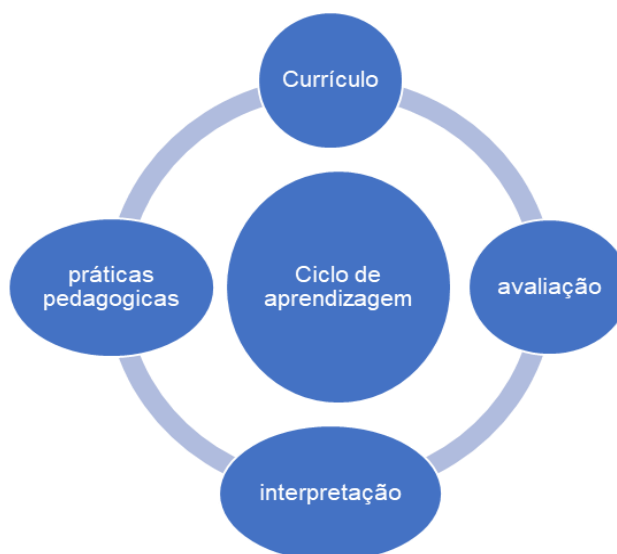 Currículo
práticas
pedagogicas
Ciclo de
aprendizagem
avaliação
interpretação